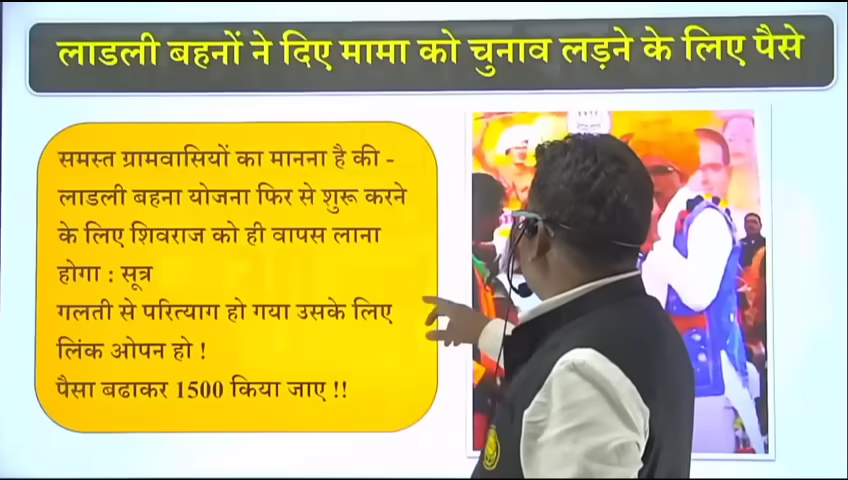 लाडली बहनों ने दिए मामा को चुनाव लड़ने के लिए पैसे
समस्त ग्रामवासियों का मानना है की -
लाडली बहना योजना फिर से शुरू करने
के लिए शिवराज को ही वापस लाना
होगा : सूत्र
गलती से परित्याग हो गया उसके लिए
लिंक ओपन हो !
पैसा बढाकर 1500 किया जाए !!